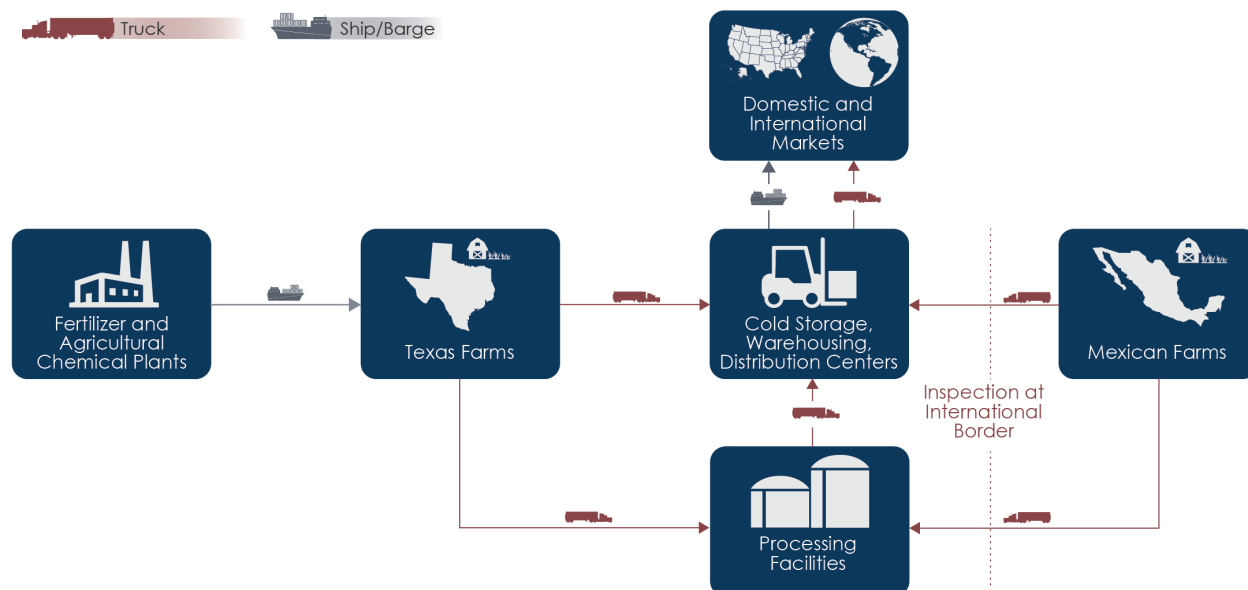 Truck
Ship/Barge
Domestic and
International
Markets
Fertilizer and
Agricultural
Chemical Plants
Texas Farms
Cold Storage,
Warehousing,
Distribution Centers
Mexican Farms
Inspection at
International
Border
Processing
Facilities